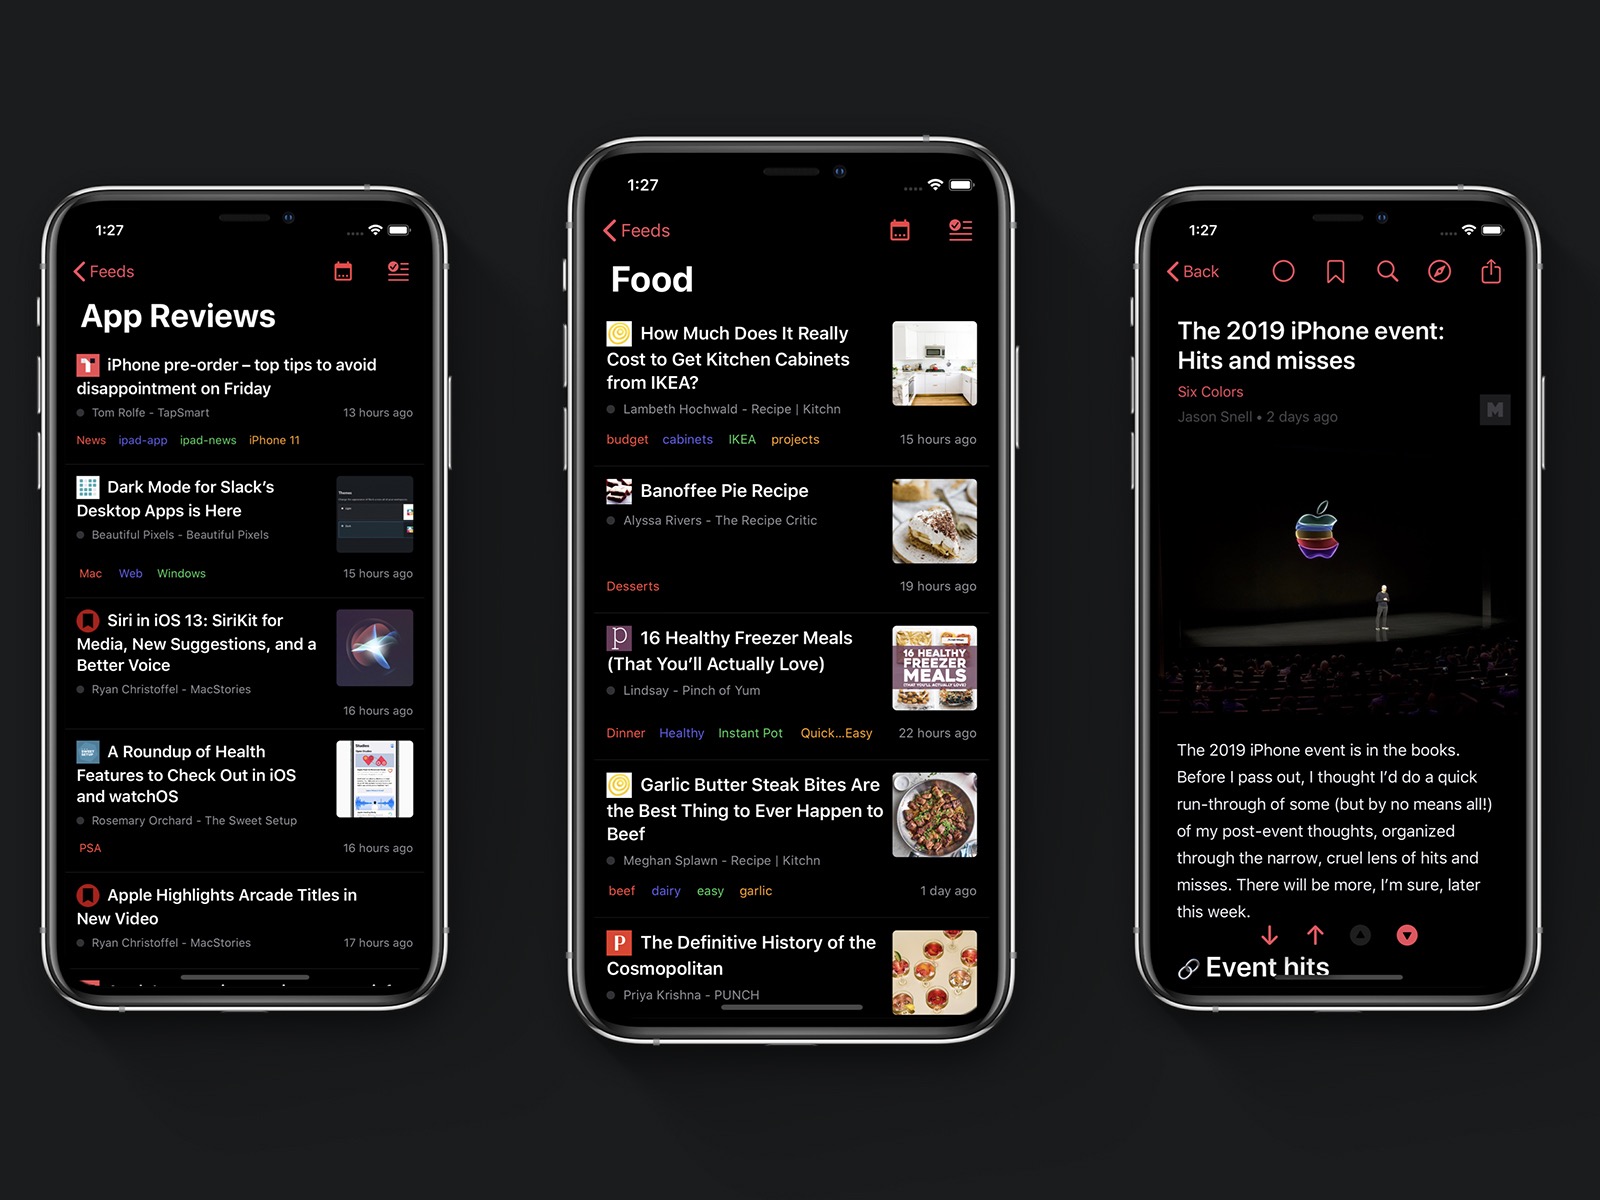 1:27
Feeds
App Reviews
iPhone pre-order – top tips to avoid
disappointment on Friday
Tom Rolfe - TapSmart
13 hours ago
News ipad-app ipad-news iPhone 11
Dark Mode for Slack's
Desktop Apps is Here
Beautiful Pixels - Beautiful Pixels
Mac Web Windows
15 hours ago
Siri in iOS 13: SiriKit for
Media, New Suggestions, and a
Better Voice
Ryan Christoffel - MacStories
16 hours ago
A Roundup of Health
Features to Check Out in iOS
and watchOS
Rosemary Orchard - The Sweet Setup
PSA
16 hours ago
Studies
Apple Highlights Arcade Titles in
New Video
Ryan Christoffel - MacStories
17 hours ago
1:27
Feeds
Food
How Much Does It Really
Cost to Get Kitchen Cabinets
from IKEA?
Lambeth Hochwald - Recipe | Kitchn
budget cabinets IKEA projects
15 hours ago
Banoffee Pie Recipe
Alyssa Rivers - The Recipe Critic
Desserts
19 hours ago
p
16 Healthy Freezer Meals
(That You'll Actually Love)
Lindsay - Pinch of Yum
16 HEALTHY
FREEZER
MEALS
(THAT YOU'LL ACTUALLY LOVE)
Dinner Healthy Instant Pot Quick...Easy
22 hours ago
Garlic Butter Steak Bites Are
the Best Thing to Ever Happen to
Beef
Meghan Splawn - Recipe | Kitchn
beef dairy easy garlic
1 day ago
P
The Definitive History of the
Cosmopolitan
Priya Krishna - PUNCH
1:27
Back
The 2019 iPhone event:
Hits and misses
Six Colors
Jason Snell • 2 days ago
M
The 2019 iPhone event is in the books.
Before I pass out, I thought I'd do a quick
run-through of some (but by no means all!)
of my post-event thoughts, organized
through the narrow, cruel lens of hits and
misses. There will be more, I'm sure, later
this week.
Event hits